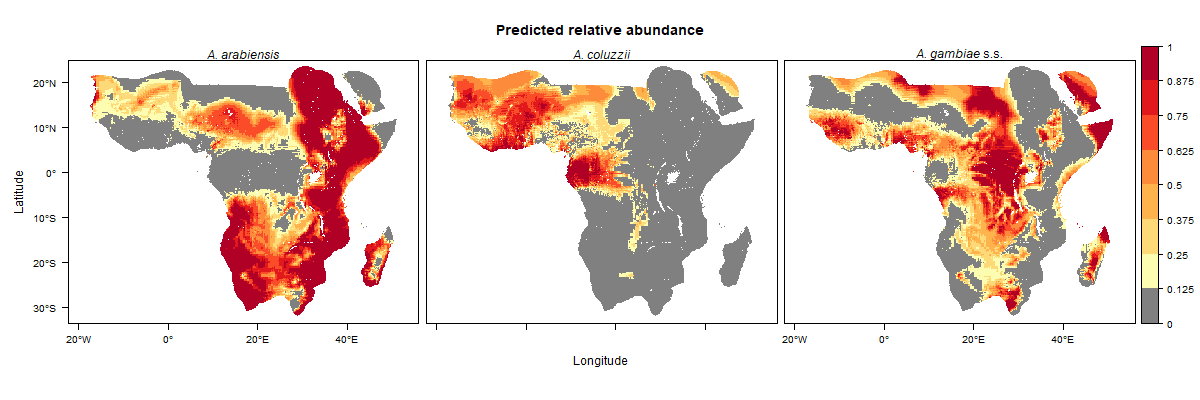 Predicted relative abundance
A. arabiensis
A. coluzzii
A. gambiae s.s.
20°N
10°N
0°
10°S
20°S
30°S
Latitude
20°W
0°
20°E
40°E
20°W
0°
20°E
40°E
Longitude
1
0.875
0.75
0.625
0.5
0.375
0.25
0.125
0